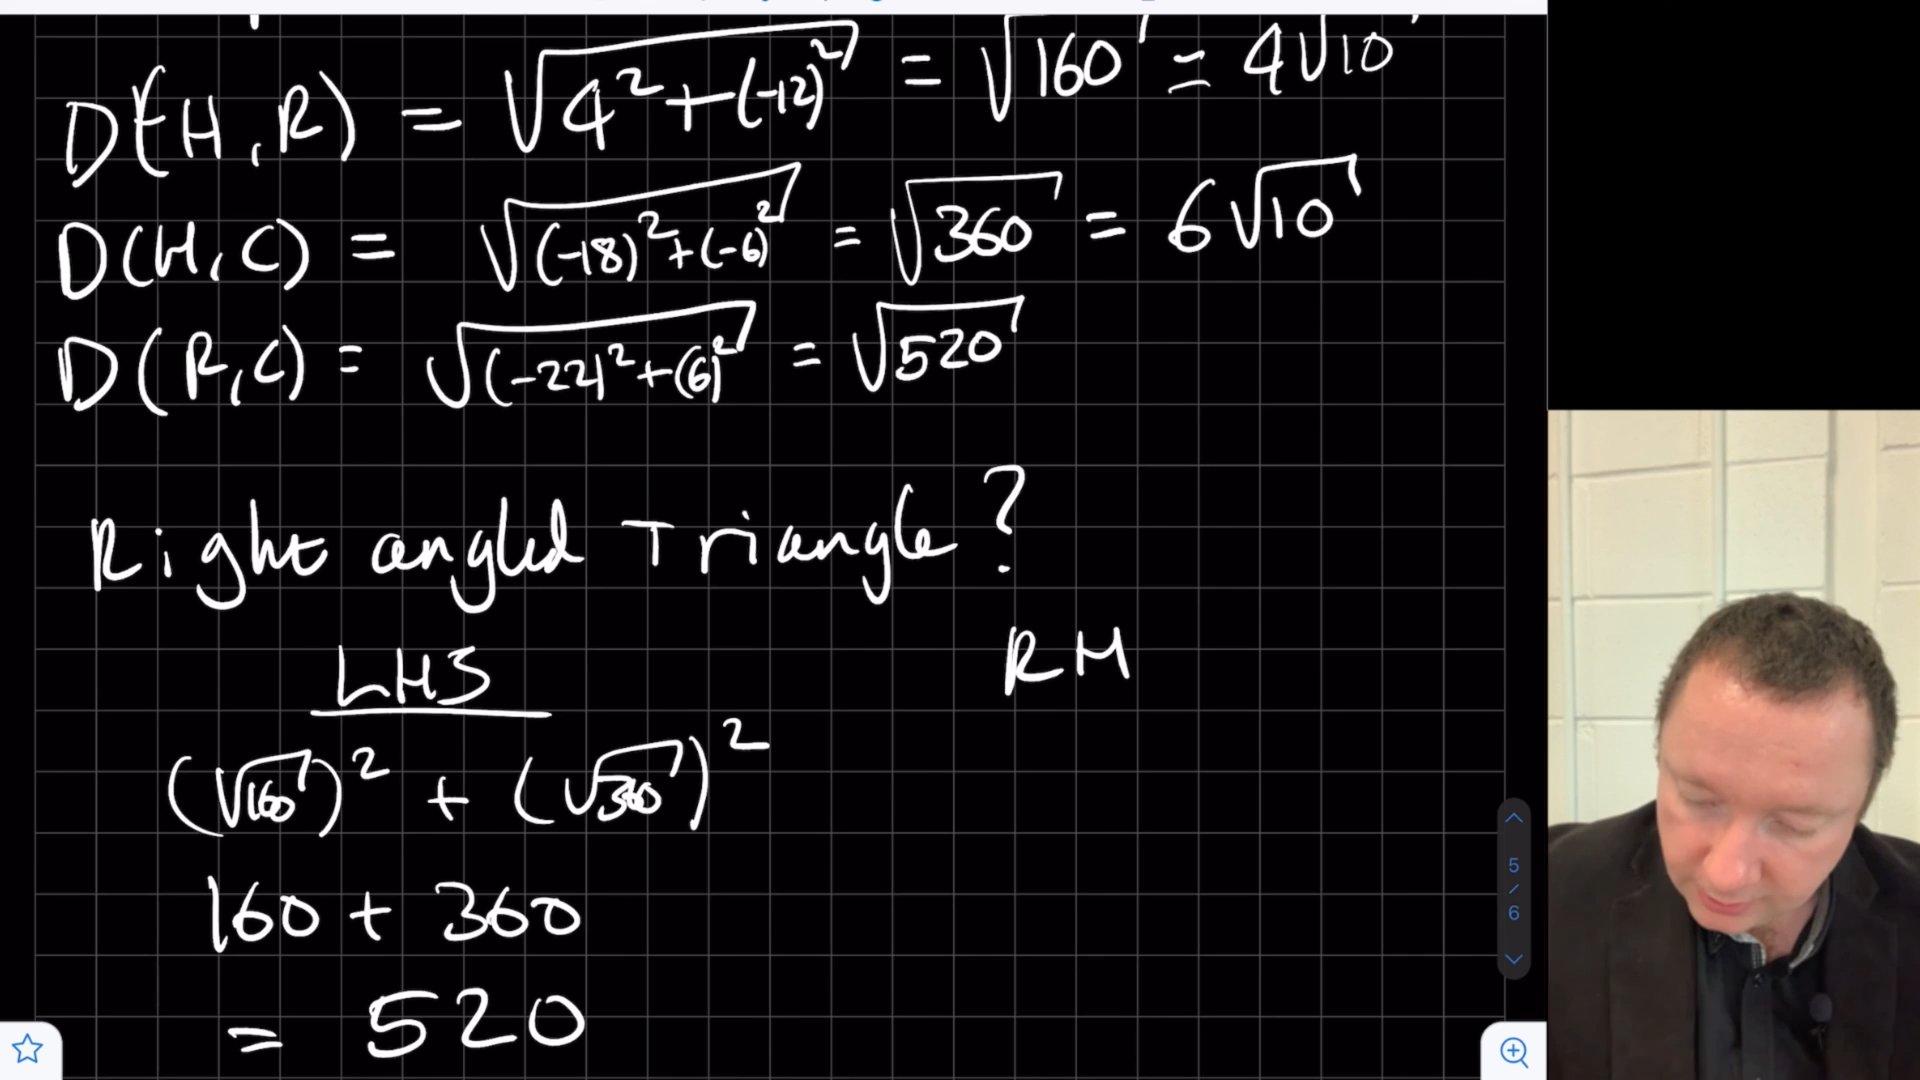 D(H,R) = √4² + (-12)² = √160 = 4√10
D(H,C) = √(-18)² + (-6)² = √360 = 6√10
D(R,C) = √(-22)² + (6)² = √520
Right angled Triangle?
LHS
RH
(√160)² + (√360)²
160 + 360
= 520
5
/
6